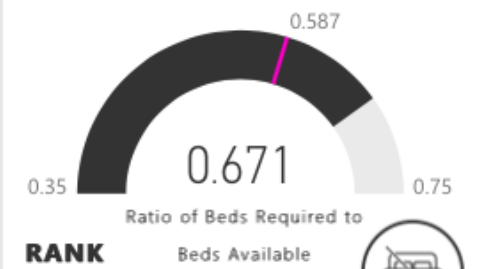 0.587
0.671
0.35
0.75
Ratio of Beds Required to
Beds Available
RANK